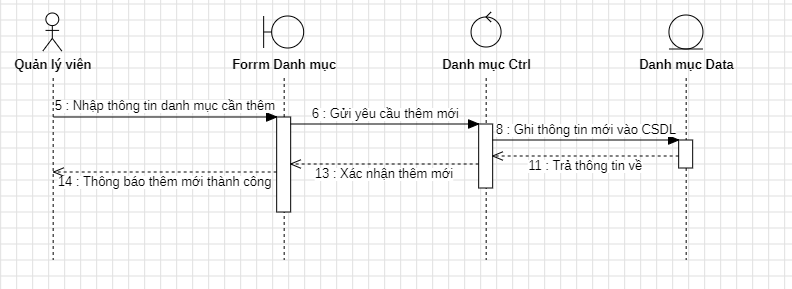 Quản lý viên
Forrm Danh mục
Danh mục Ctrl
Danh mục Data
5 : Nhập thông tin danh mục cần thêm
6 : Gửi yêu cầu thêm mới
8 : Ghi thông tin mới vào CSDL
11 : Trả thông tin về
13 : Xác nhận thêm mới
14 : Thông báo thêm mới thành công